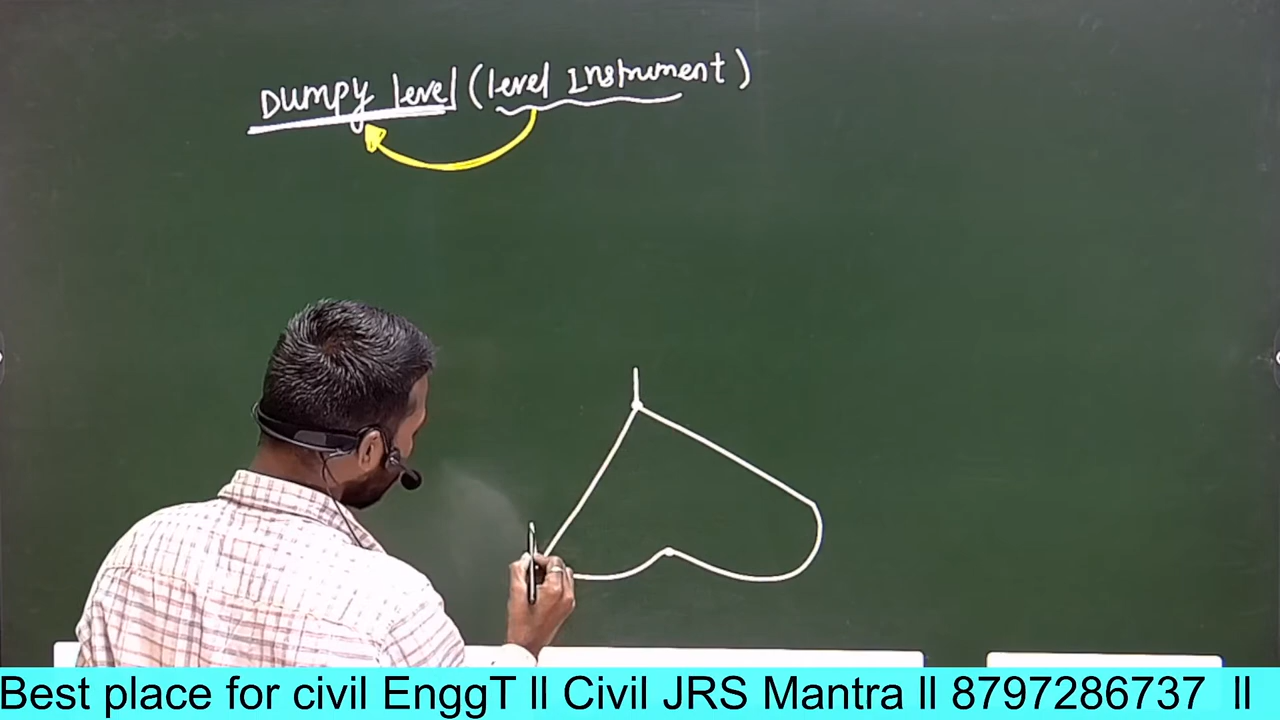 Dumpy level (level Instrument)
Best place for civil EnggT ll Civil JRS Mantra ll 8797286737 ll